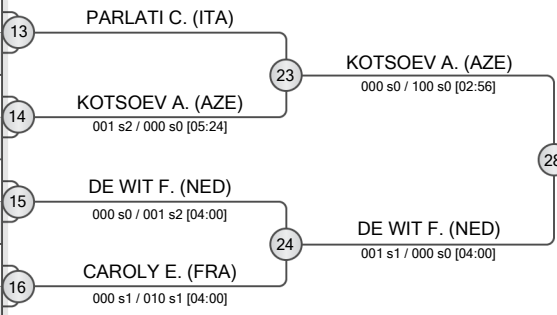 13
PARLATI C. (ITA)
23
KOTSOEV A. (AZE)
000 s0 / 100 s0 [02:56]
14
KOTSOEV A. (AZE)
001 s2 / 000 s0 [05:24]
28
15
DE WIT F. (NED)
000 s0 / 001 s2 [04:00]
24
DE WIT F. (NED)
001 s1 / 000 s0 [04:00]
16
CAROLY E. (FRA)
000 s1 / 010 s1 [04:00]